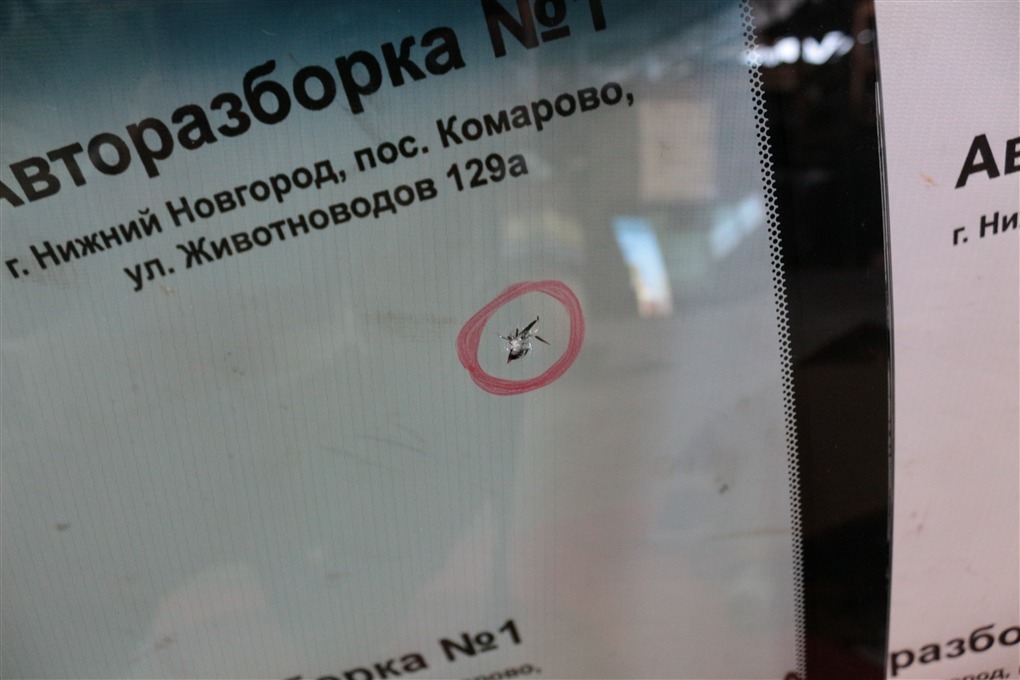 Авторазборка №1
г. Нижний Новгород, пос. Комарово,
ул. Животноводов 129а
Ав
г. Ни
борка №1
разбо